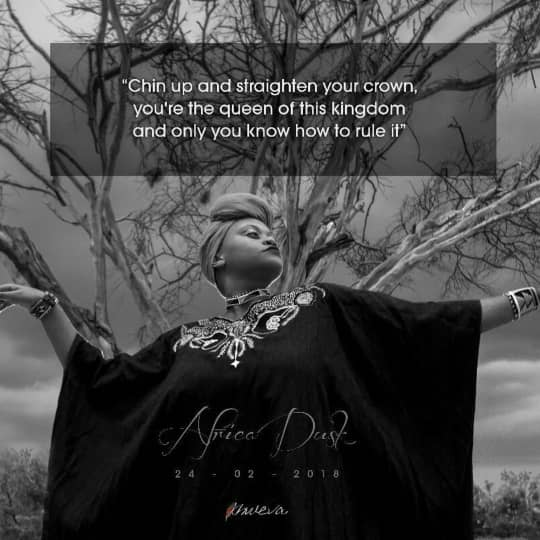 “Chin up and straighten your crown,
you're the queen of this kingdom
and only you know how to rule it”
Africa Dust
24 - 02 - 2018